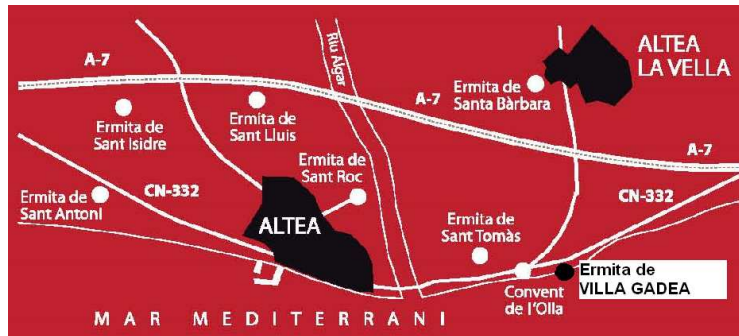 A-7
Riu Algar
ALTEA
LA VELLA
Ermita de
Santa Bàrbara
Ermita de
Sant Isidre
Ermita de
Sant Lluis
A-7
Ermita de
Sant Roc
A-7
CN-332
CN-332
Ermita de
Sant Antoni
ALTEA
Ermita de
Sant Tomàs
Convent
de l'Olla
Ermita de
VILLA GADEA
MAR MEDITERRANI